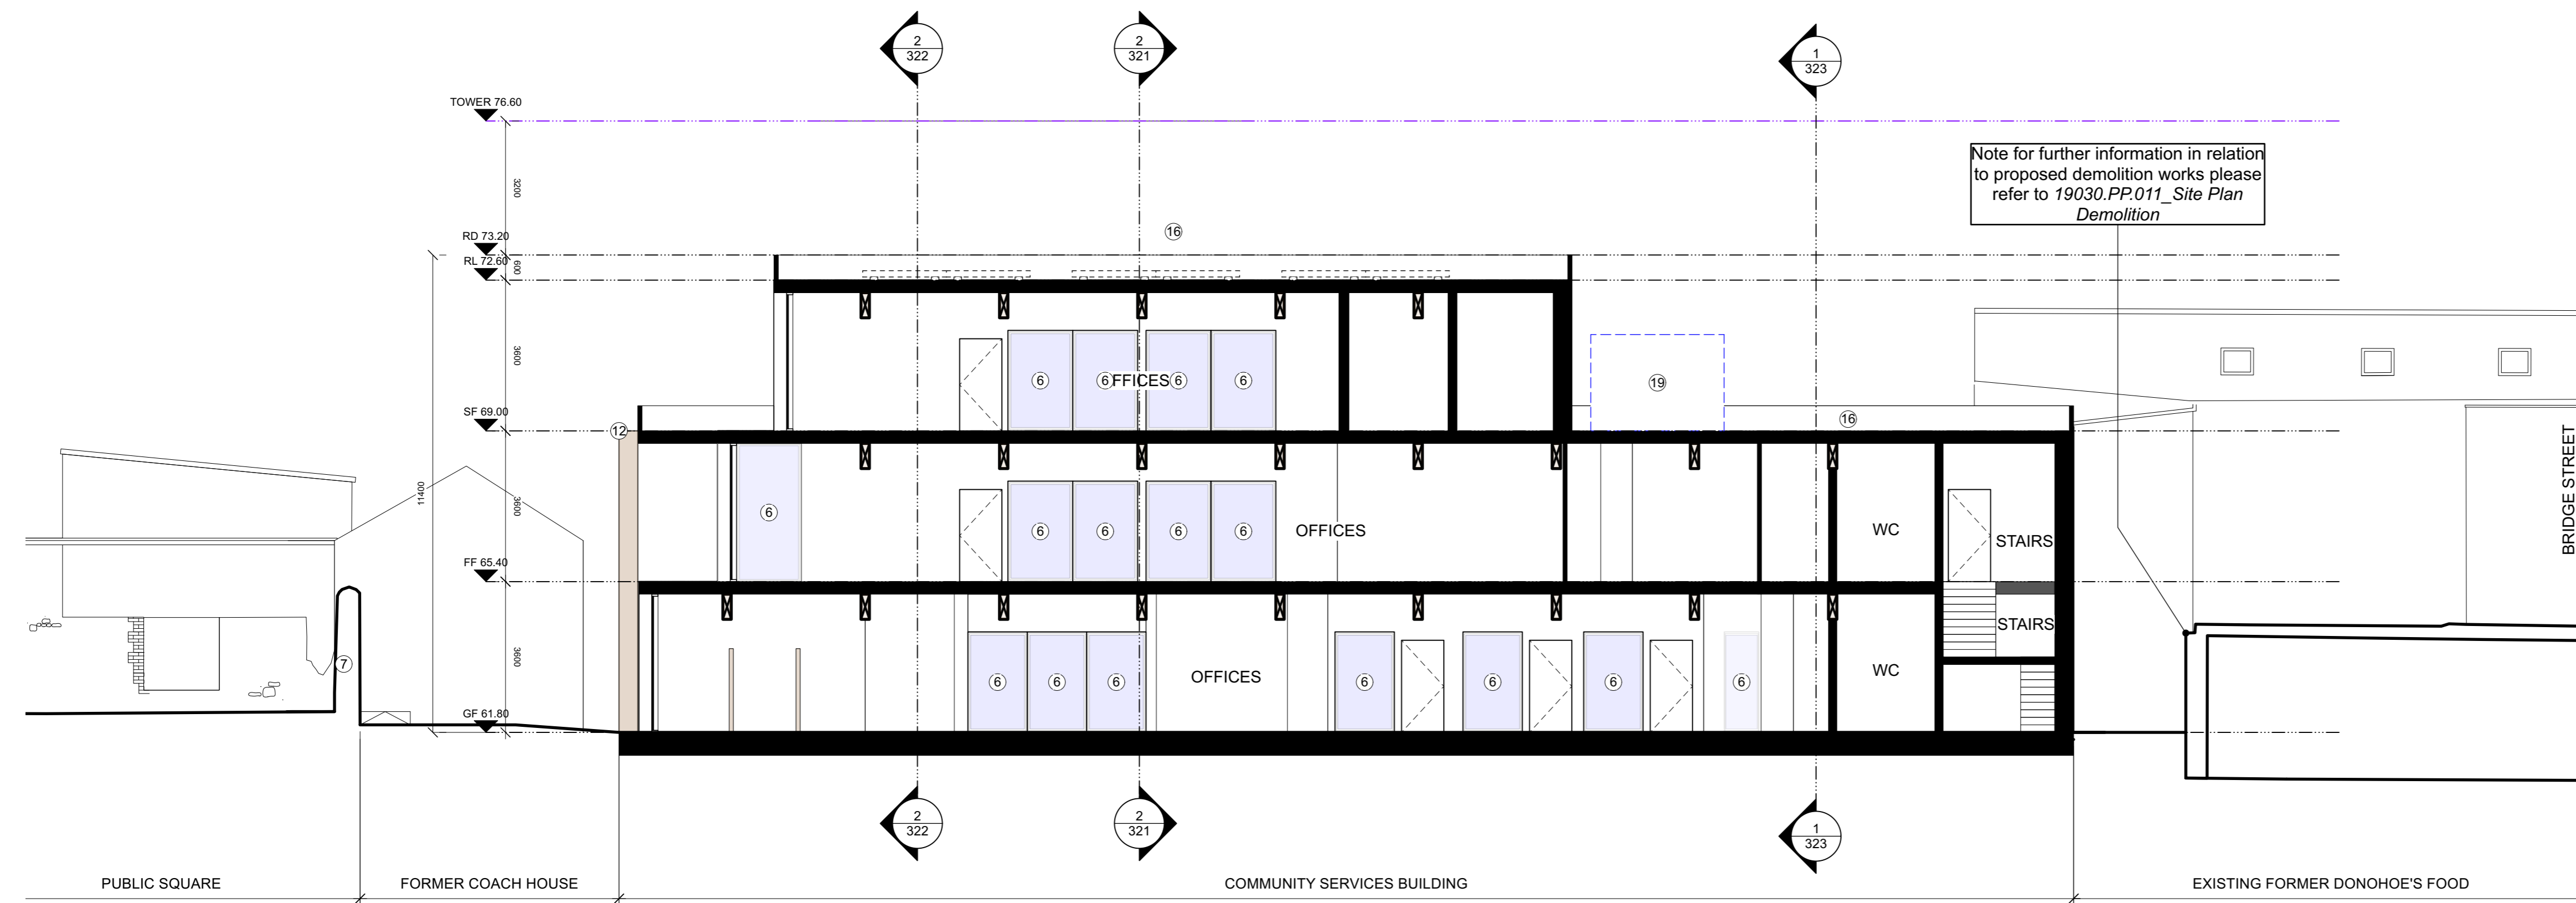 2
322
2
321
1
323
TOWER 76.60
3200
Note for further information in relation
to proposed demolition works please
refer to 19030.PP.011_Site Plan
Demolition
16
RD 73.20
RL 72.60
600
3600
6
6
FFICES
6
6
19
SF 69.00
12
16
11400
3600
6
6
6
6
6
OFFICES
WC
STAIRS
BRIDGE STREET
FF 65.40
STAIRS
3600
7
6
6
6
OFFICES
6
6
6
6
WC
GF 61.80
2
322
2
321
1
323
PUBLIC SQUARE
FORMER COACH HOUSE
COMMUNITY SERVICES BUILDING
EXISTING FORMER DONOHOE'S FOOD